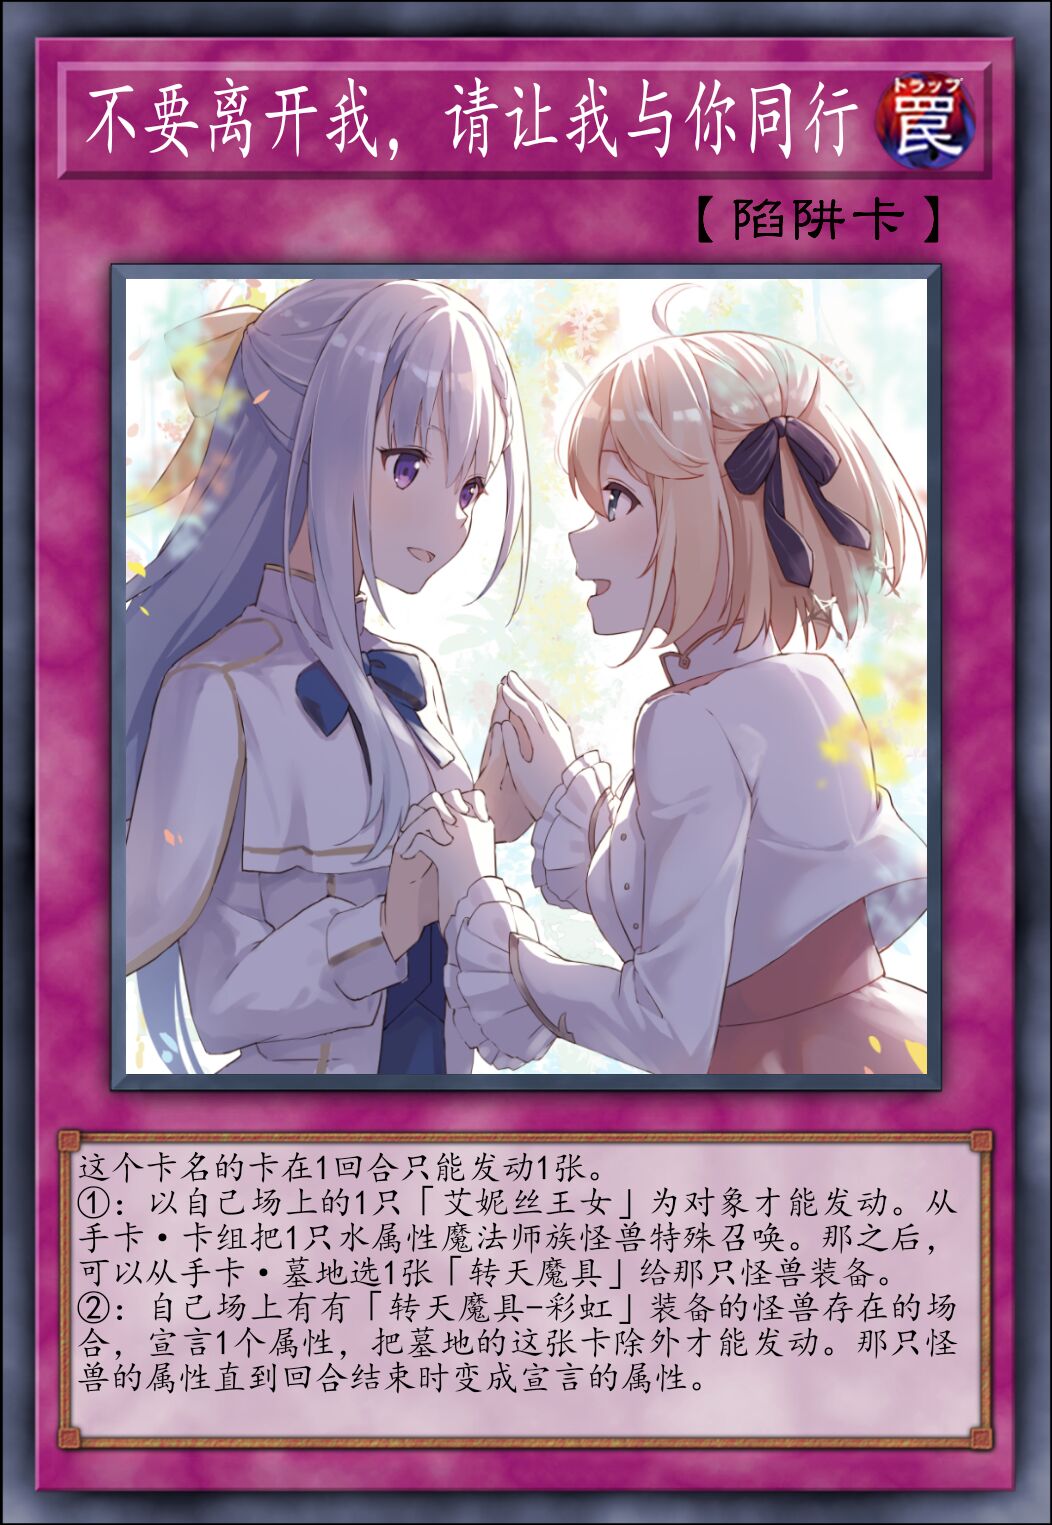 不要离开我，请让我与你同行
トラップ
罠
【陷阱卡】
这个卡名的卡在1回合只能发动1张。
①：以自己场上的1只「艾妮丝王女」为对象才能发动。从
手卡·卡组把1只水属性魔法师族怪兽特殊召唤。那之后，
可以从手卡·墓地选1张「转天魔具」给那只怪兽装备。
②：自己场上有有「转天魔具-彩虹」装备的怪兽存在的场
合，宣言1个属性，把墓地的这张卡除外才能发动。那只怪
兽的属性直到回合结束时变成宣言的属性。